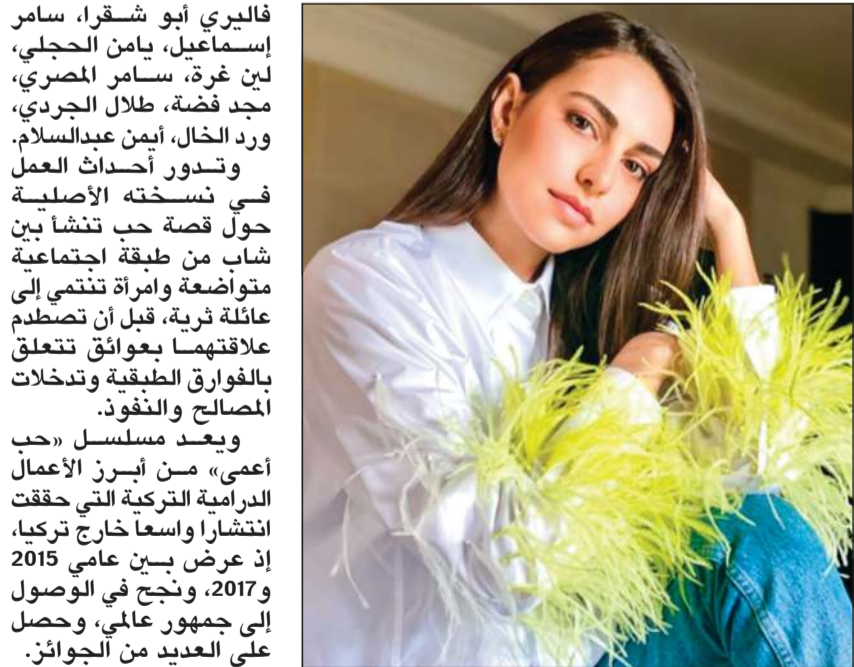 فاليري أبو شقرا، سامر
إسماعيل، يامن الحجلي،
لين غرة، سامر المصري،
مجد فضة، طلال الجردي،
ورد الخال، أيمن عبدالسلام.
وتدور أحداث العمل
في نسخته الأصلية
حول قصة حب تنشأ بين
شاب من طبقة اجتماعية
متواضعة وامرأة تنتمي إلى
عائلة ثرية، قبل أن تصطدم
علاقتهما بعوائق تتعلق
بالفوارق الطبقية وتدخلات
المصالح والنفوذ.
ويعد مسلسل «حب
أعمى» من أبرز الأعمال
الدرامية التركية التي حققت
انتشارا واسعا خارج تركيا،
إذ عرض بين عامي 2015
و2017، ونجح في الوصول
إلى جمهور عالمي، وحصل
على العديد من الجوائز.